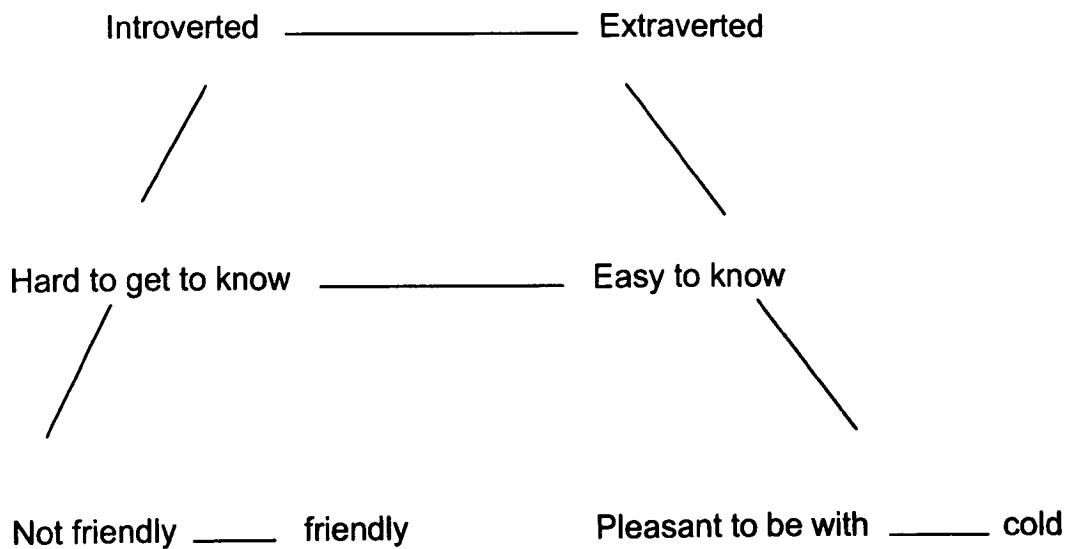 Introverted Extraverted
Hard to get to know Easy to know
Not friendly friendly Pleasant to be with cold